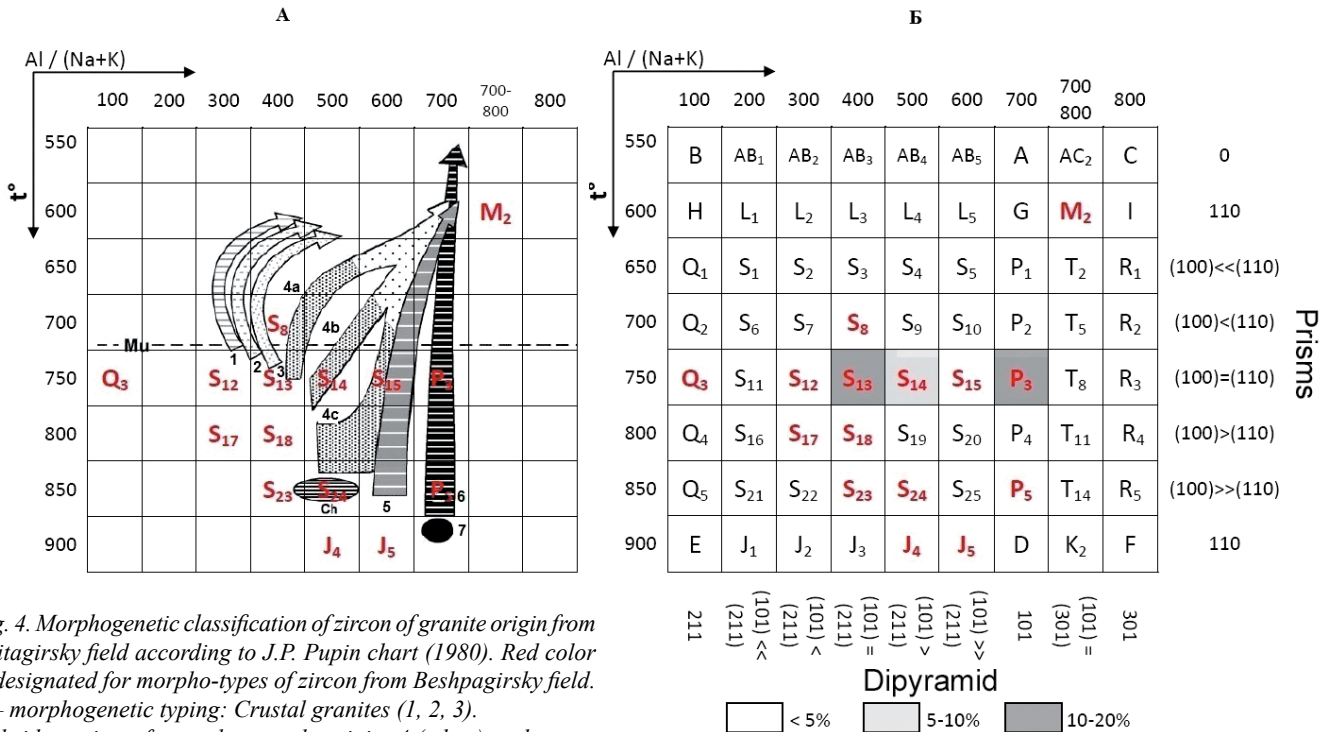 А
Б
Al / (Na+K)
100 200 300 400 500 600 700 700-800 800
t°
550
600 M₂
650
4a
700 S₈ 4b
Mu
1 2 3
750 Q₃ S₁₂ S₁₃ S₁₄ S₁₅ P₃
4c
800 S₁₇ S₁₈
850 S₂₃ S₂₄ P₅ 6
Ch 5
7
900 J₄ J₅
Al / (Na+K)
100 200 300 400 500 600 700 700 800 800
t°
550 B AB₁ AB₂ AB₃ AB₄ AB₅ A AC₂ C 0
600 H L₁ L₂ L₃ L₄ L₅ G M₂ I 110
650 Q₁ S₁ S₂ S₃ S₄ S₅ P₁ T₂ R₁ (100)<<(110)
700 Q₂ S₆ S₇ S₈ S₉ S₁₀ P₂ T₅ R₂ (100)<(110)
750 Q₃ S₁₁ S₁₂ S₁₃ S₁₄ S₁₅ P₃ T₈ R₃ (100)=(110)
800 Q₄ S₁₆ S₁₇ S₁₈ S₁₉ S₂₀ P₄ T₁₁ R₄ (100)>(110)
850 Q₅ S₂₁ S₂₂ S₂₃ S₂₄ S₂₅ P₅ T₁₄ R₅ (100)>>(110)
900 E J₁ J₂ J₃ J₄ J₅ D K₂ F 110
Prisms
211
(101) <<
(211)
(101) <
(211)
(101) =
(211)
(101) >
(211)
(101) >>
(211)
101
(101) =
(301)
301
Dipyramid
< 5% 5-10% 10-20%
g. 4. Morphogenetic classification of zircon of granite origin from
itagirsky field according to J.P. Pupin chart (1980). Red color
designated for morpho-types of zircon from Beshpagirsky field.
– morphogenetic typing: Crustal granites (1, 2, 3).